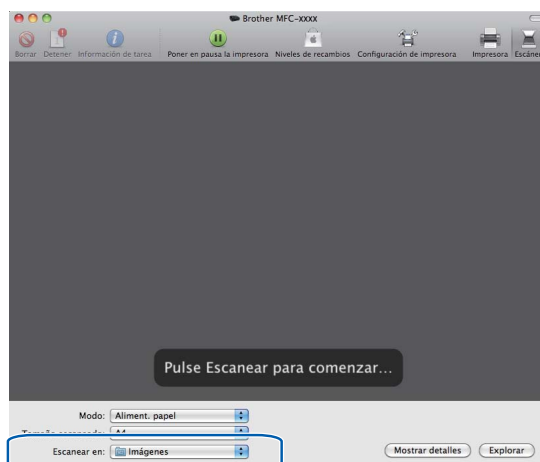 Brother MFC-xxxx
Borrar Detener Información de tarea Poner en pausa la impresora Niveles de recambios Configuración de impresora Impresora
Pulse Escanear para comenzar...
Modo: Aliment. papel
A4
Escanear en: Imágenes
Mostrar detalles Explorar